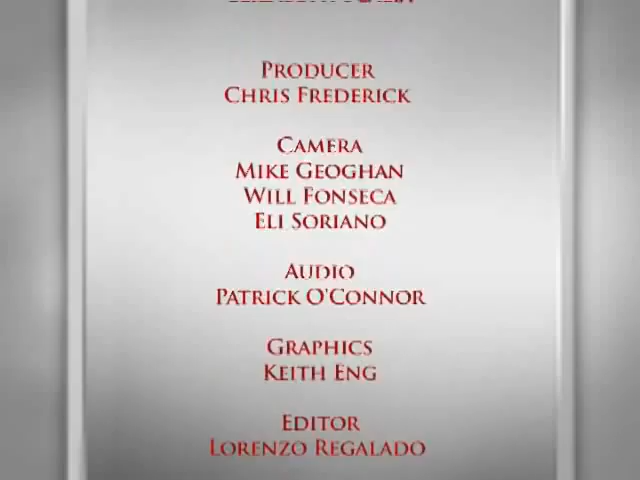 Producer
Chris Frederick
Camera
Mike Geoghan
Will Fonseca
Eli Soriano
Audio
Patrick O'Connor
Graphics
Keith Eng
Editor
Lorenzo Regalado